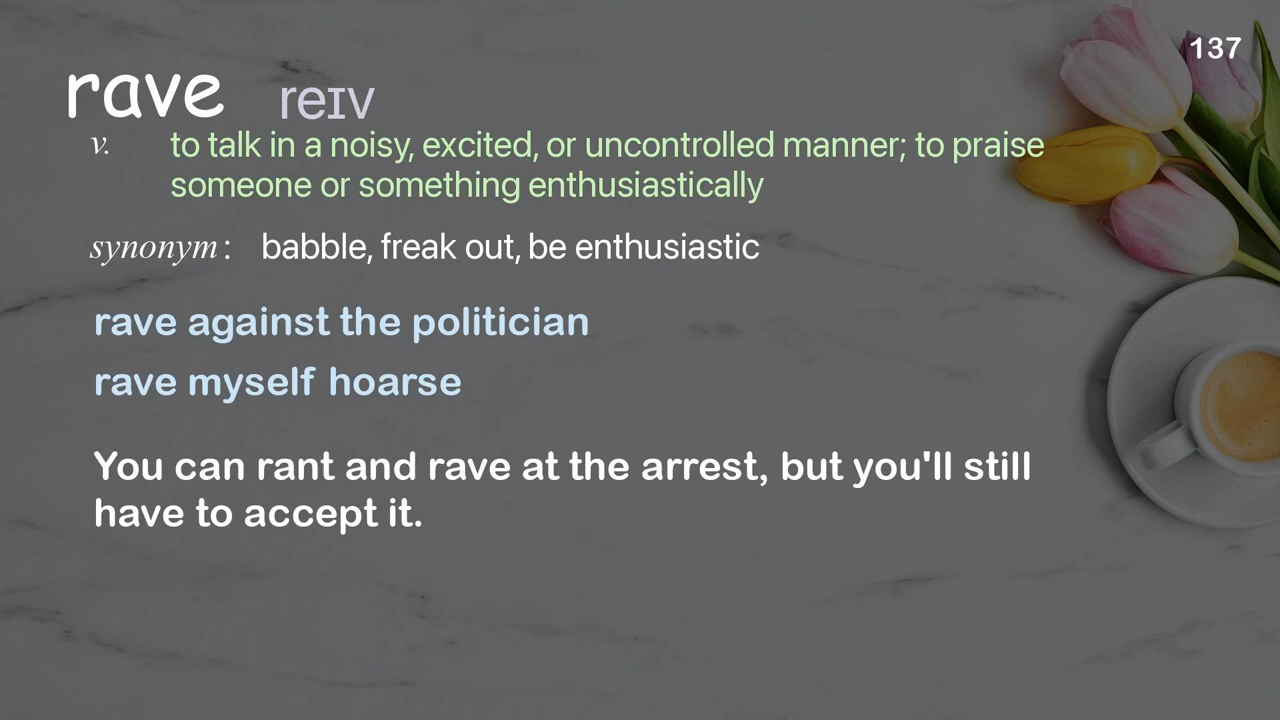 137
rave reɪv
v. to talk in a noisy, excited, or uncontrolled manner; to praise
someone or something enthusiastically
synonym: babble, freak out, be enthusiastic
rave against the politician
rave myself hoarse
You can rant and rave at the arrest, but you'll still
have to accept it.